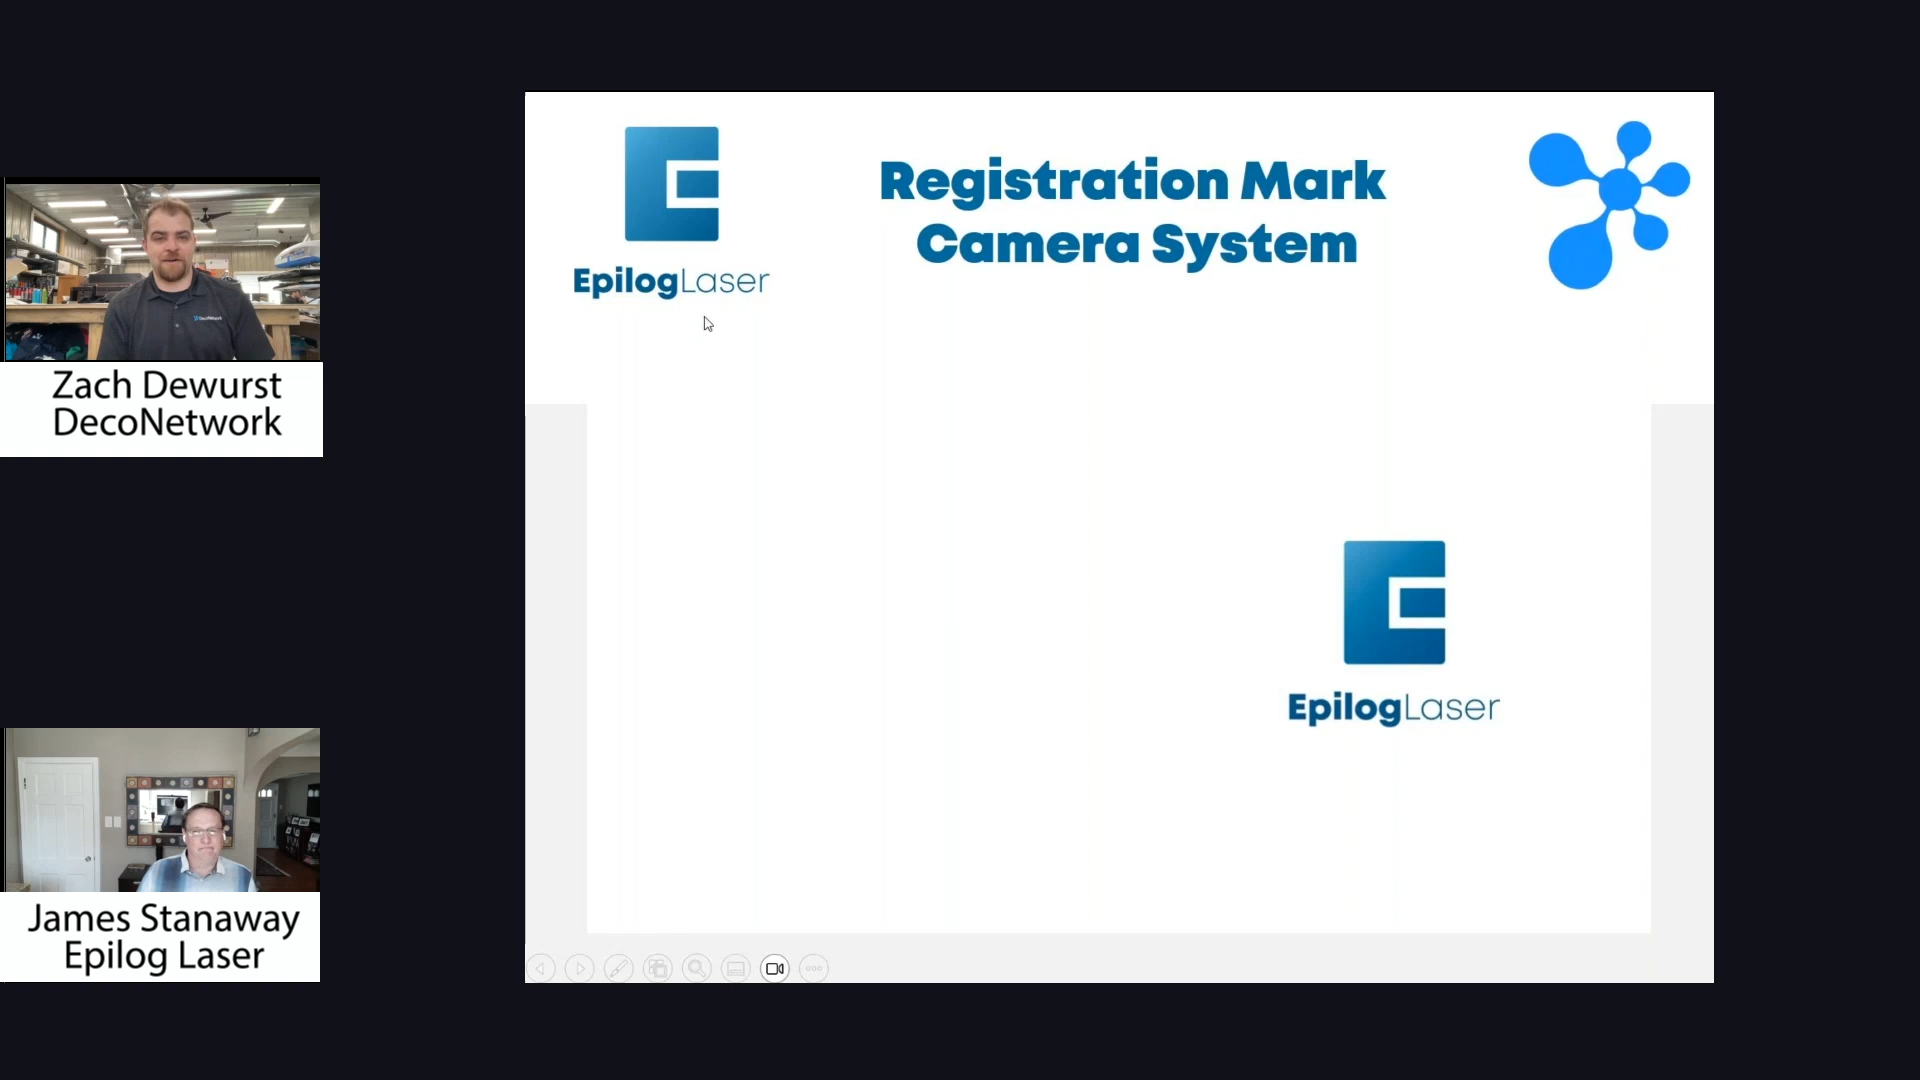 Zach Dewurst
DecoNetwork
James Stanaway
Epilog Laser
EpilogLaser
Registration Mark
Camera System
EpilogLaser